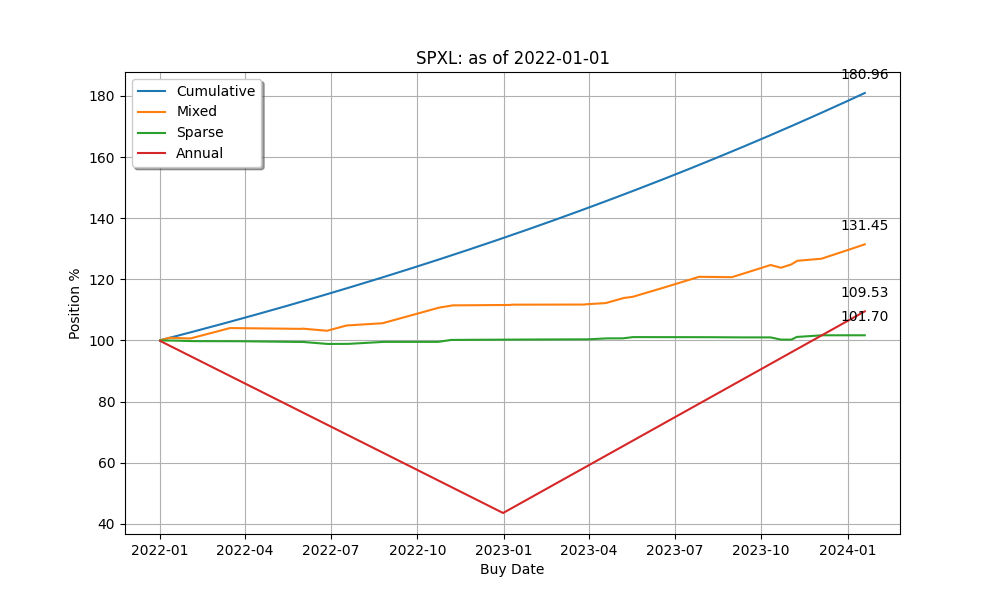 SPXL: as of 2022-01-01
Cumulative
Mixed
Sparse
Annual
180.96
131.45
109.53
101.70
Position %
180
160
140
120
100
80
60
40
2022-01 2022-04 2022-07 2022-10 2023-01 2023-04 2023-07 2023-10 2024-01
Buy Date